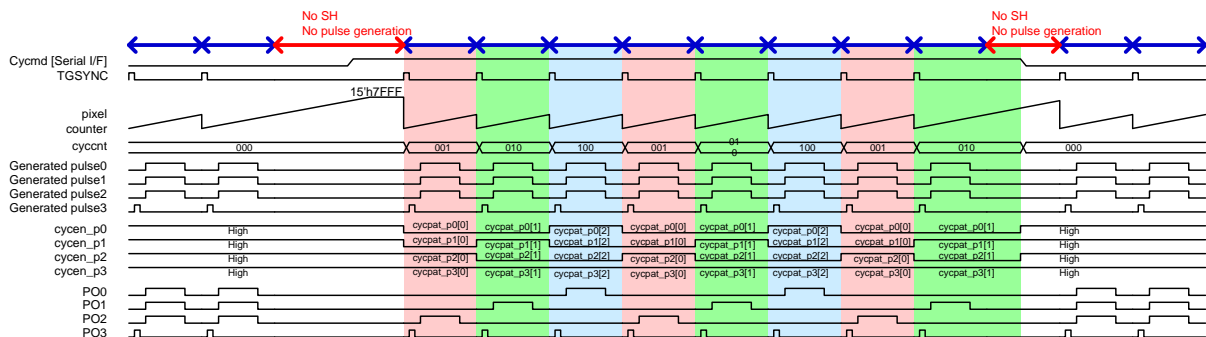 No SH
No pulse generation
No SH
No pulse generation
Cycmd [Serial I/F]
TGSYNC
15'h7FFF
pixel
counter
cyccnt 000 001 010 100 001 010 100 001 010 000
Generated pulse0
Generated pulse1
Generated pulse2
Generated pulse3
cycen_p0 High cycpat_p0[0] cycpat_p0[1] cycpat_p0[2] cycpat_p0[0] cycpat_p0[1] cycpat_p0[2] cycpat_p0[0] cycpat_p0[1] High
cycen_p1 High cycpat_p1[0] cycpat_p1[1] cycpat_p1[2] cycpat_p1[0] cycpat_p1[1] cycpat_p1[2] cycpat_p1[0] cycpat_p1[1] High
cycen_p2 High cycpat_p2[0] cycpat_p2[1] cycpat_p2[2] cycpat_p2[0] cycpat_p2[1] cycpat_p2[2] cycpat_p2[0] cycpat_p2[1] High
cycen_p3 High cycpat_p3[0] cycpat_p3[1] cycpat_p3[2] cycpat_p3[0] cycpat_p3[1] cycpat_p3[2] cycpat_p3[0] cycpat_p3[1] High
PO0
PO1
PO2
PO3